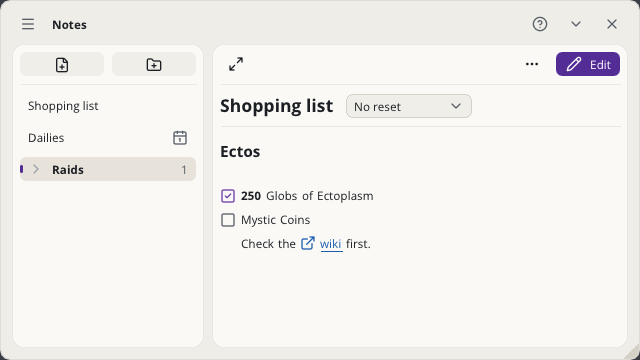 Notes
Edit
Shopping list
Dailies
Raids 1
Shopping list No reset
Ectos
250 Globs of Ectoplasm
Mystic Coins
Check the wiki first.